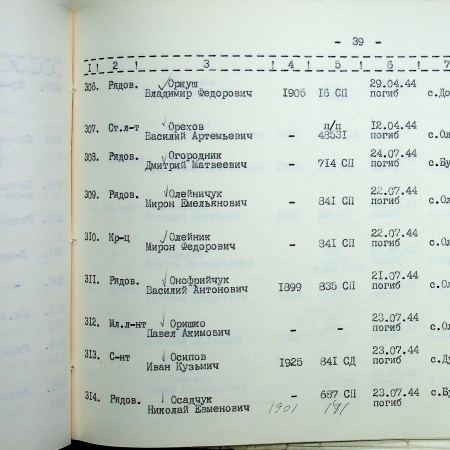 - 39 -
1 ! 2 ! 3 ! 4 ! 5 ! 6 ! 7
306. Рядов. Оркуш 29.04.44
Владимир Федорович 1905 16 СП погиб с.До
307. Ст.л-т Орехов п/п 12.04.44
Василий Артемьевич - 48531 погиб с.Ол
308. Рядов. Огородник 24.07.44
Дмитрий Матвеевич - 714 СП погиб с.Бу
309. Рядов. Олейничук 22.07.44
Мирон Емельянович - 841 СП погиб с.Ол
310. Кр-ц Олейник 22.07.44
Мирон Федорович - 841 СП погиб с.Ол
311. Рядов. Онофрийчук 21.07.44
Василий Антонович 1899 835 СП погиб с.Ол
312. Мл.л-нт Оришко 23.07.44
Павел Акимович - - погиб с.Ол
313. С-нт Осипов 23.07.44
Иван Кузьмич 1925 841 СД погиб с.Ду
314. Рядов. Осадчук - 687 СП 23.07.44 с.Бу
Николай Евменович 1901 191 погиб